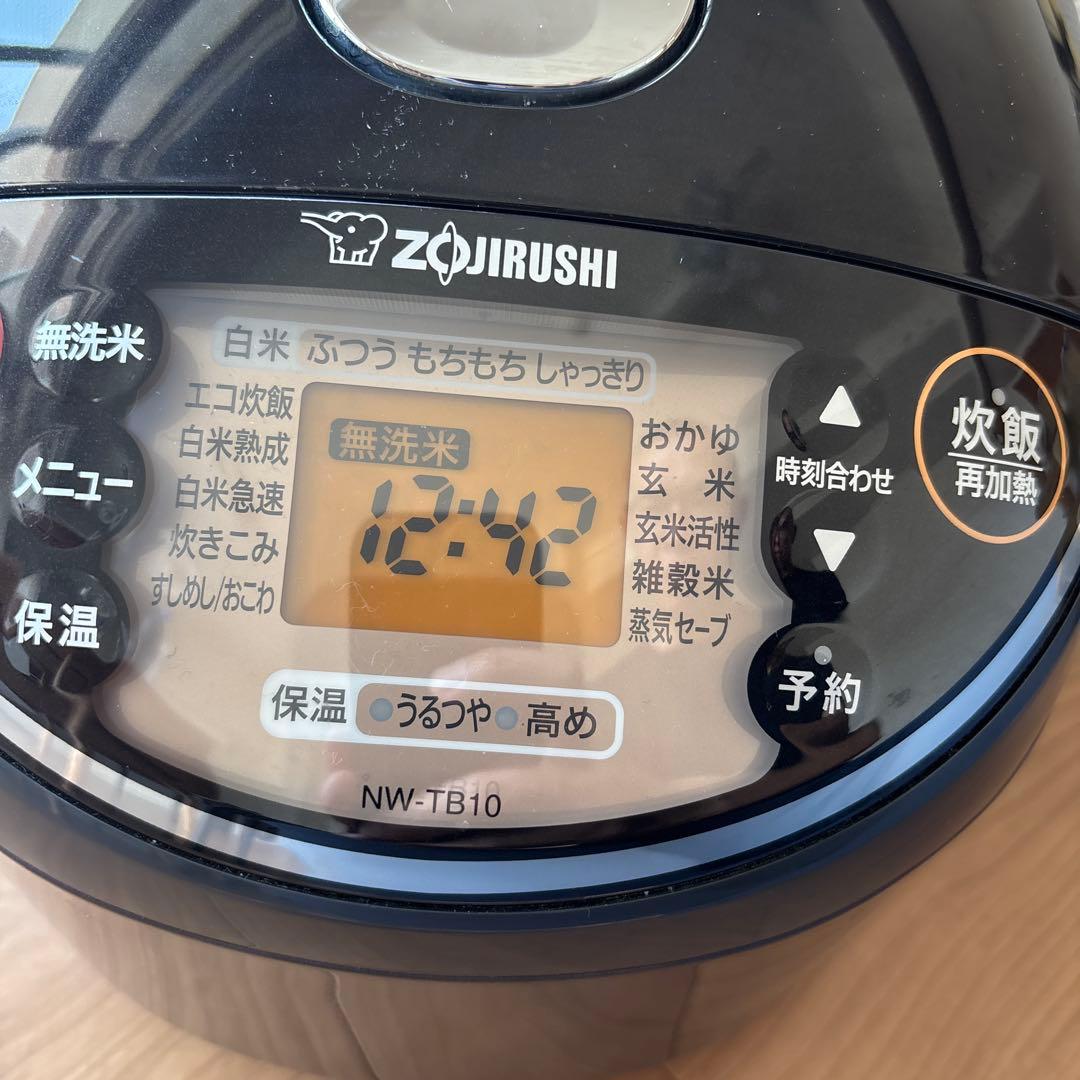 ZOJIRUSHI
無洗米
メニュー
保温
白米 ふつう もちもち しゃっきり
エコ炊飯
白米熟成
白米急速
炊きこみ
すしめし/おこわ
無洗米
12:42
おかゆ
玄米
玄米活性
雑穀米
蒸気セーブ
保温 うるつや 高め
NW-TB10
▲
時刻合わせ
▼
予約
炊飯
再加熱